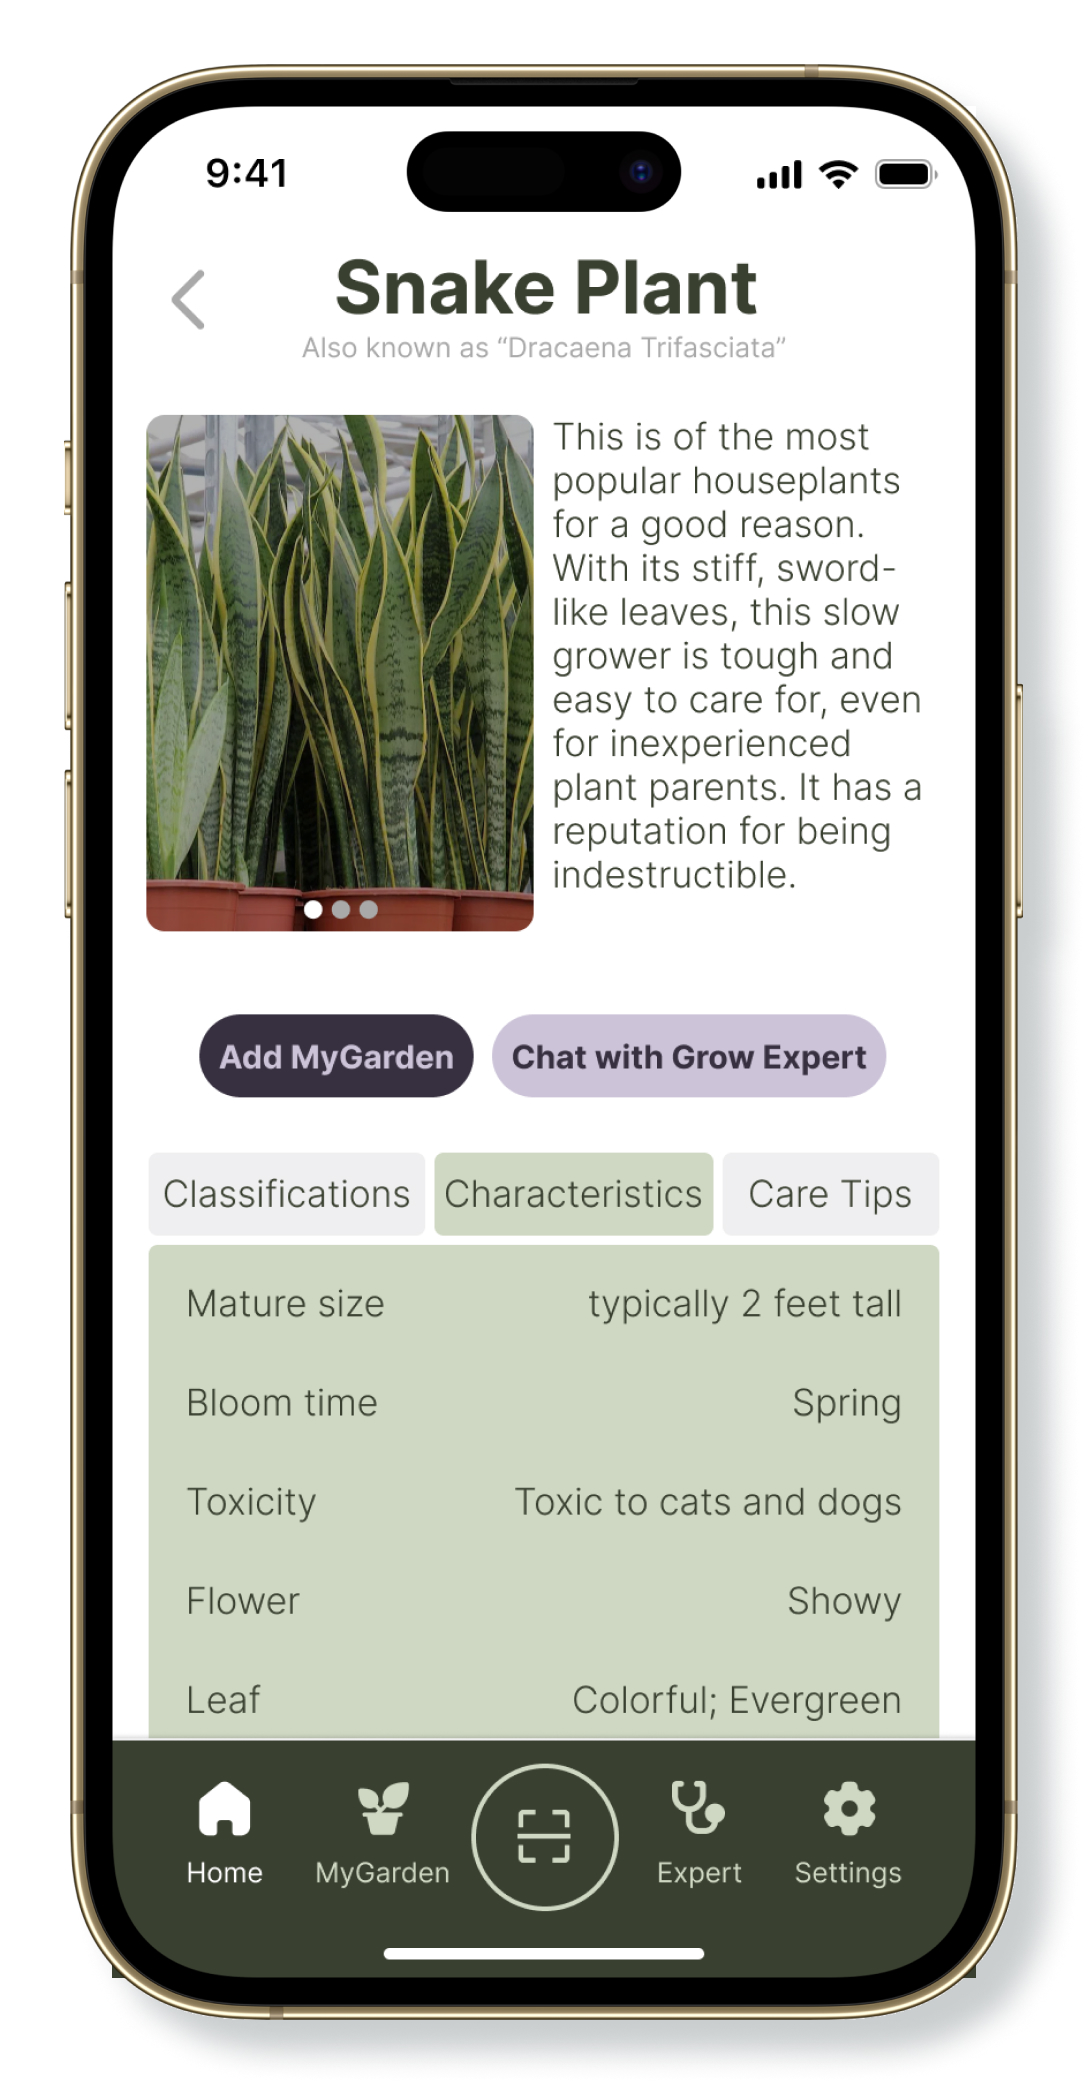 9:41
Snake Plant
Also known as “Dracaena Trifasciata”
This is of the most
popular houseplants
for a good reason.
With its stiff, sword-
like leaves, this slow
grower is tough and
easy to care for, even
for inexperienced
plant parents. It has a
reputation for being
indestructible.
Add MyGarden
Chat with Grow Expert
Classifications
Characteristics
Care Tips
Mature size typically 2 feet tall
Bloom time Spring
Toxicity Toxic to cats and dogs
Flower Showy
Leaf Colorful; Evergreen
Home
MyGarden
Expert
Settings